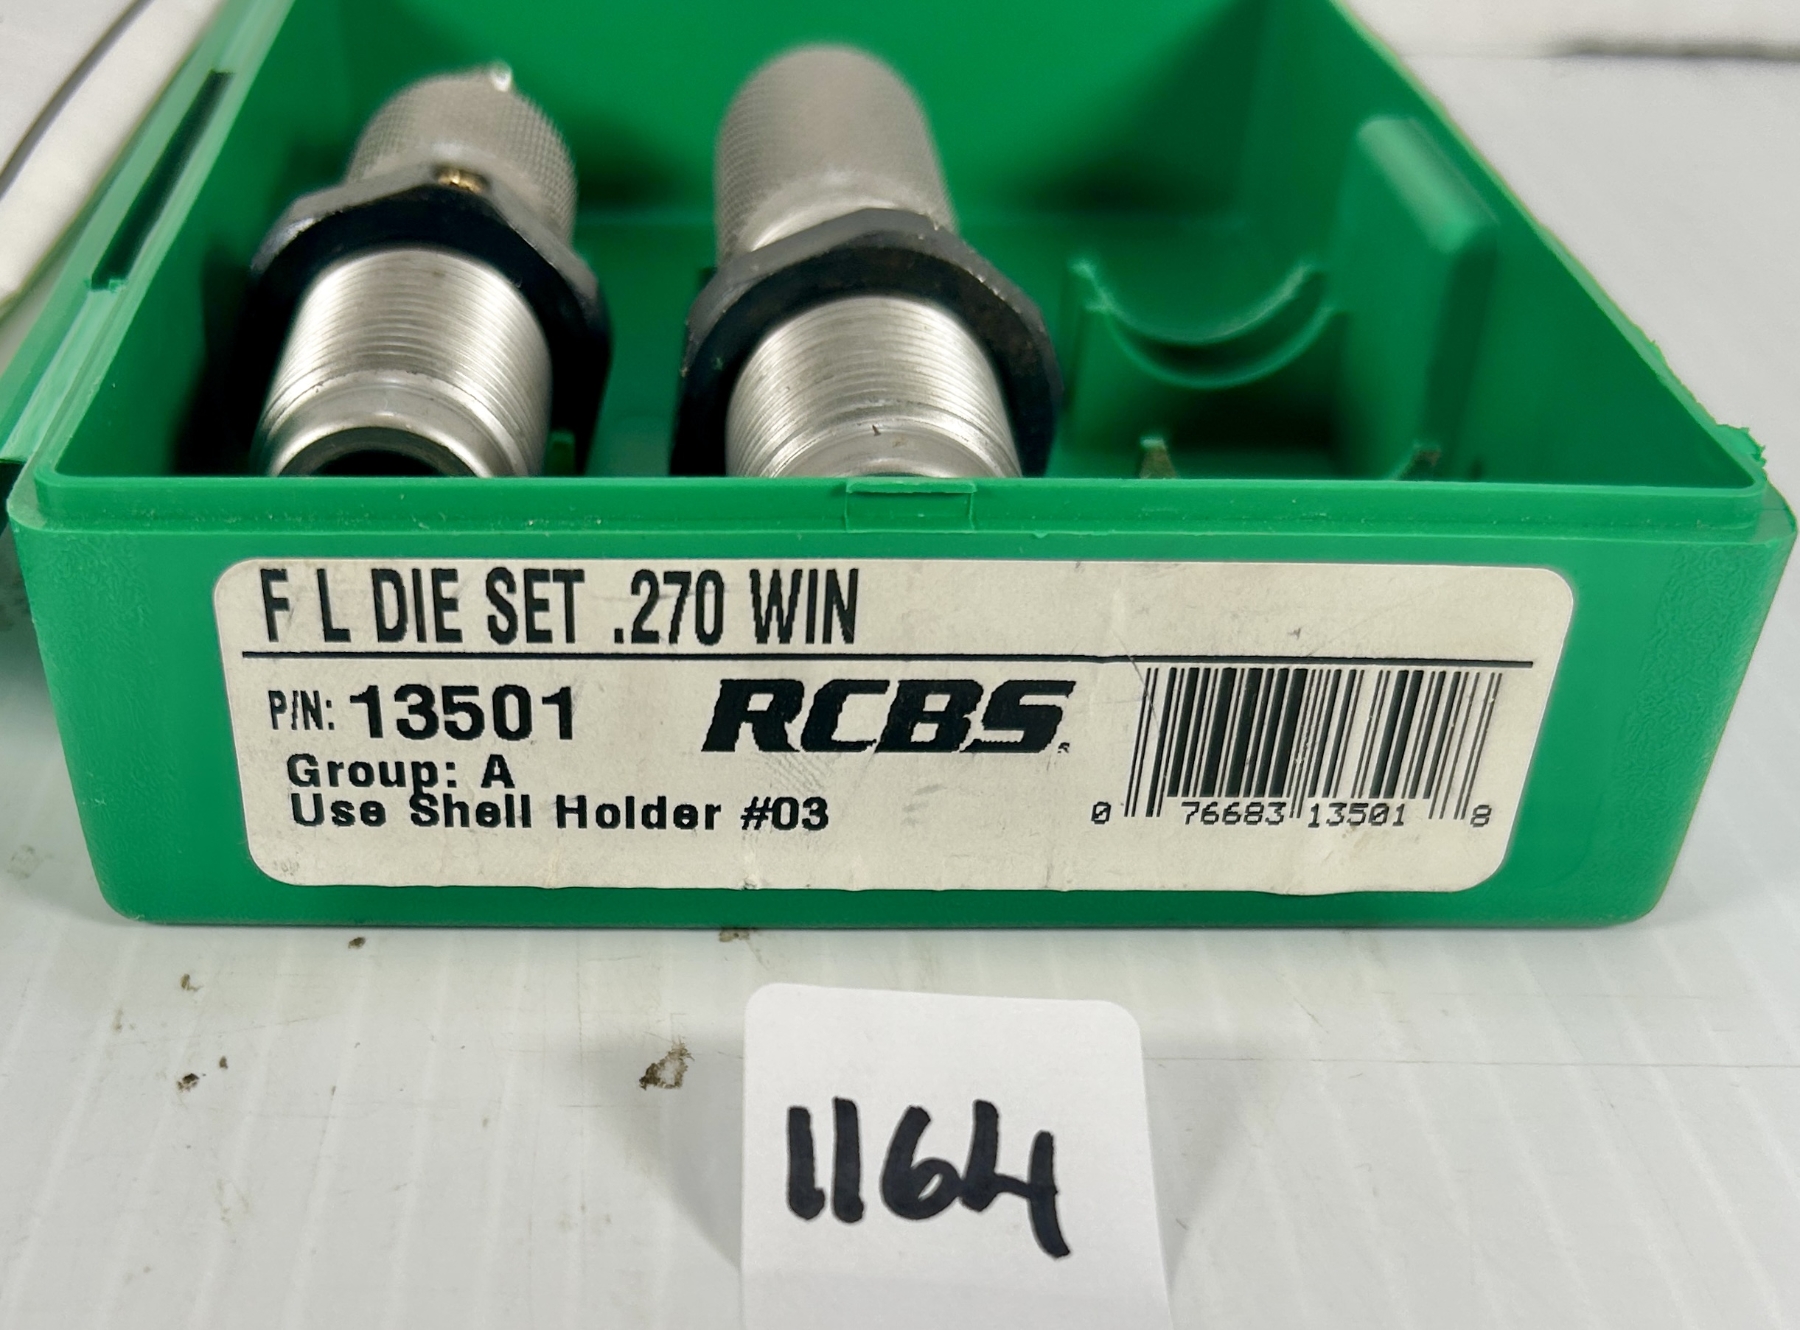 F L DIE SET .270 WIN
P/N: 13501
RCBS.
Group: A
Use Shell Holder #03
0 76683 13501 8
1164